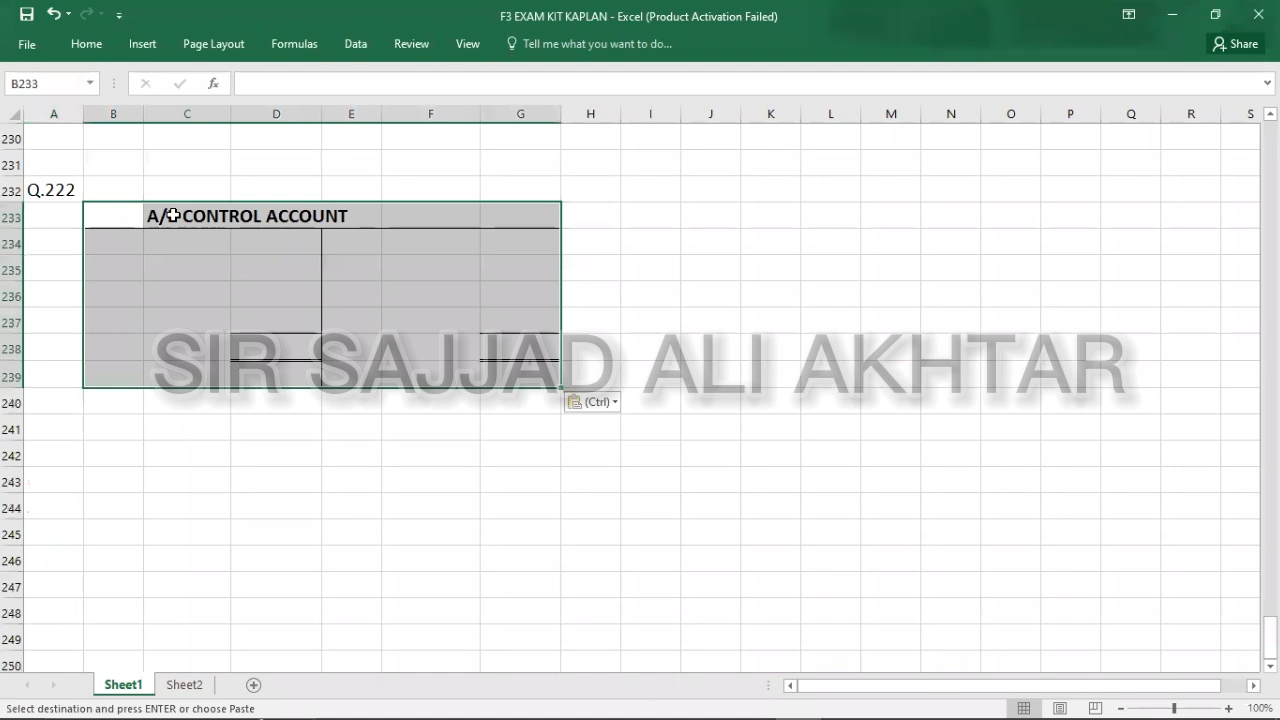 F3 EXAM KIT KAPLAN - Excel (Product Activation Failed)
File Home Insert Page Layout Formulas Data Review View Tell me what you want to do... Share
B233 fx
A B C D E F G H I J K L M N O P Q R S
230
231
232 Q.222
233 CONTROL ACCOUNT
234
235
236
237
238
SIR SAJJAD ALI AKHTAR
239
240 (Ctrl)
241
242
243
244
245
246
247
248
249
250
Sheet1 Sheet2
Select destination and press ENTER or choose Paste 100%